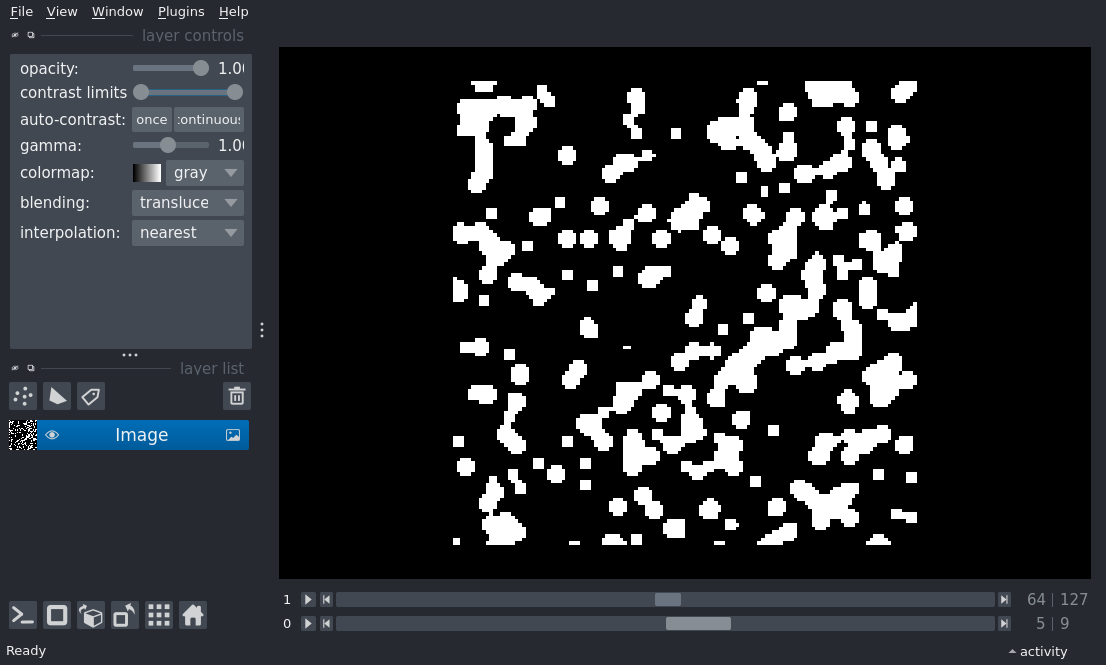 File View Window Plugins Help
layer controls
opacity: 1.00
contrast limits
auto-contrast: once continuous
gamma: 1.00
colormap: gray
blending: transluce
interpolation: nearest
layer list
Image
1 64 | 127
0 5 | 9
Ready activity